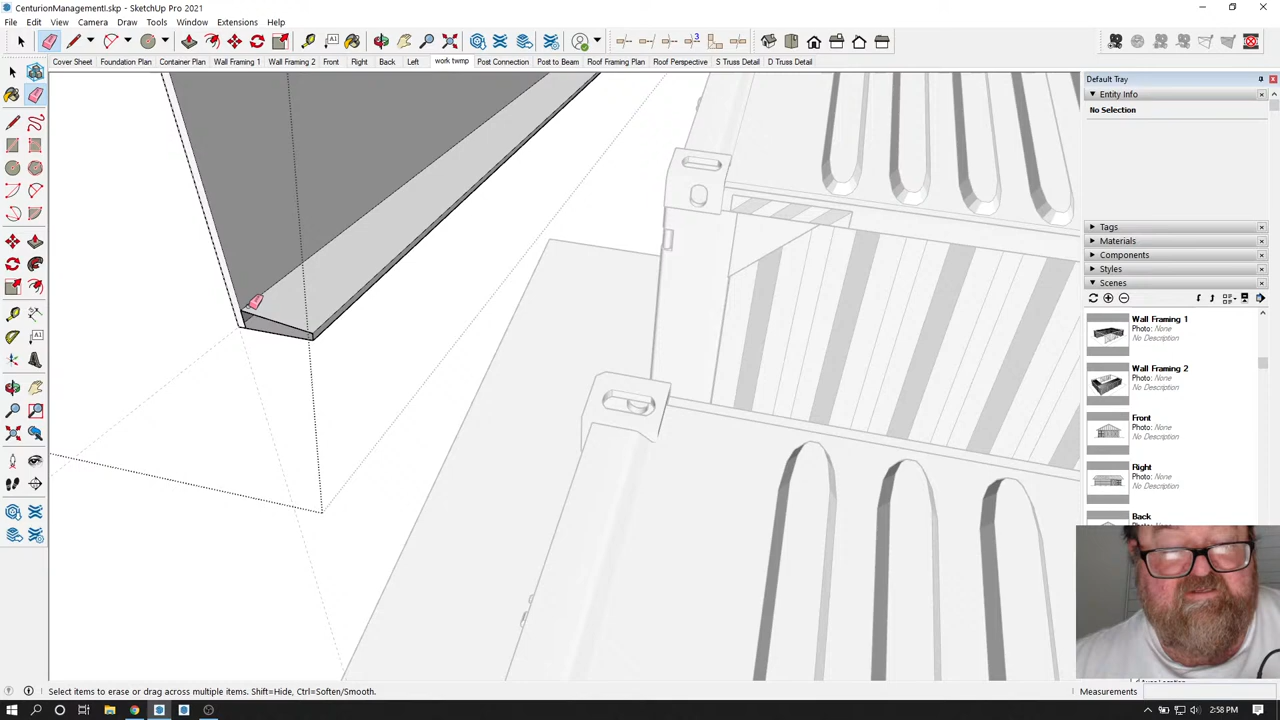 CenturionManagementI.skp - SketchUp Pro 2021
File Edit View Camera Draw Tools Window Extensions Help
3
A1
Cover Sheet Foundation Plan Container Plan Wall Framing 1 Wall Framing 2 Front Right Back Left work twmp Post Connection Post to Beam Roof Framing Plan Roof Perspective S Truss Detail D Truss Detail
Default Tray
Entity Info
No Selection
Tags
Materials
Components
Styles
Scenes
Wall Framing 1
Photo: None
No Description
Wall Framing 2
Photo: None
No Description
Front
Photo: None
No Description
Right
Photo: None
No Description
Back
A1
Select items to erase or drag across multiple items. Shift=Hide, Ctrl=Soften/Smooth.
Measurements
2:58 PM